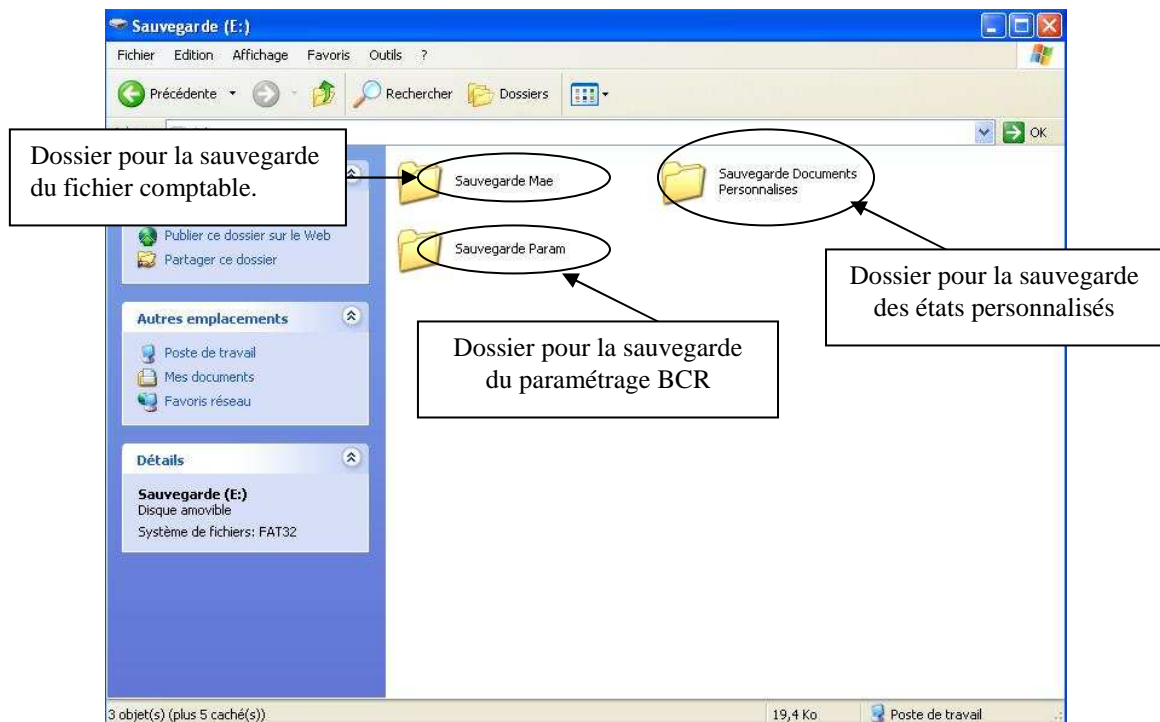 Sauvegarde (E:)
Fichier Edition Affichage Favoris Outils ?
Précédente Rechercher Dossiers
OK
Dossier pour la sauvegarde
du fichier comptable.
Publier ce dossier sur le Web
Partager ce dossier
Autres emplacements
Poste de travail
Mes documents
Favoris réseau
Détails
Sauvegarde (E:)
Disque amovible
Système de fichiers: FAT32
Sauvegarde Mae
Sauvegarde Documents
Personnalises
Sauvegarde Param
Dossier pour la sauvegarde
des états personnalisés
Dossier pour la sauvegarde
du paramétrage BCR
3 objet(s) (plus 5 caché(s)) 19,4 Ko Poste de travail